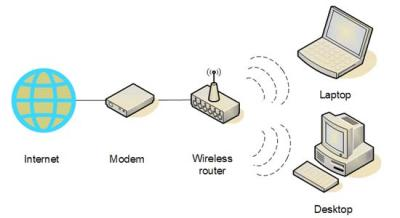 Internet
Modem
Wireless
router
Laptop
Desktop